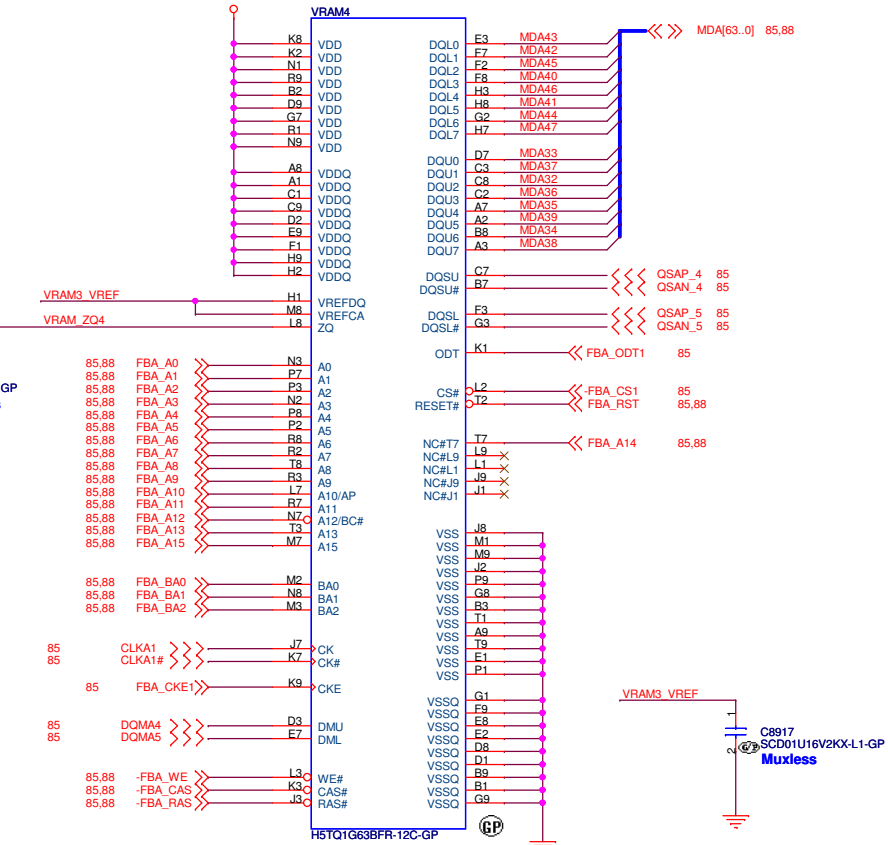 VRAM4
K8 VDD DQL0 E3 MDA43 MDA[63..0] 85,88
K2 VDD DQL1 F7 MDA42
N1 VDD DQL2 F2 MDA45
R9 VDD DQL3 F8 MDA40
B2 VDD DQL4 H3 MDA46
D9 VDD DQL5 H8 MDA41
G7 VDD DQL6 G2 MDA44
R1 VDD DQL7 H7 MDA47
N9 VDD
DQU0 D7 MDA33
A8 VDDQ DQU1 C3 MDA37
A1 VDDQ DQU2 C8 MDA32
C1 VDDQ DQU3 C2 MDA36
C9 VDDQ DQU4 A7 MDA35
D2 VDDQ DQU5 A2 MDA39
E9 VDDQ DQU6 B8 MDA34
F1 VDDQ DQU7 A3 MDA38
H9 VDDQ
H2 VDDQ DQSU C7 QSAP_4 85
DQSU# B7 QSAN_4 85
VRAM3_VREF H1 VREFDQ
M8 VREFCA DQSL F3 QSAP_5 85
VRAM_ZQ4 L8 ZQ DQSL# G3 QSAN_5 85
ODT K1 FBA_ODT1 85
85,88 FBA_A0 N3 A0
85,88 FBA_A1 P7 A1
GP
85,88 FBA_A2 P3 A2 CS# L2 -FBA_CS1 85
85,88 FBA_A3 N2 A3 RESET# T2 FBA_RST 85,88
85,88 FBA_A4 P8 A4
85,88 FBA_A5 P2 A5
85,88 FBA_A6 R8 A6 NC#T7 T7 FBA_A14 85,88
85,88 FBA_A7 R2 A7 NC#L9 L9
85,88 FBA_A8 T8 A8 NC#L1 L1
85,88 FBA_A9 R3 A9 NC#J9 J9
85,88 FBA_A10 L7 A10/AP NC#J1 J1
85,88 FBA_A11 R7 A11
85,88 FBA_A12 N7 A12/BC#
85,88 FBA_A13 T3 A13 VSS J8
85,88 FBA_A15 M7 A15 VSS M1
VSS M9
VSS J2
85,88 FBA_BA0 M2 BA0 VSS P9
85,88 FBA_BA1 N8 BA1 VSS G8
85,88 FBA_BA2 M3 BA2 VSS B3
VSS T1
VSS A9
85 CLKA1 J7 CK VSS T9
85 CLKA1# K7 CK# VSS E1
VSS P1
85 FBA_CKE1 K9 CKE
VSSQ G1 VRAM3_VREF
VSSQ F9
85 DQMA4 D3 DMU VSSQ E8 1
85 DQMA5 E7 DML VSSQ E2 C8917
VSSQ D8 2 GP SCD01U16V2KX-L1-GP
VSSQ D1 Muxless
85,88 -FBA_WE L3 WE# VSSQ B9
85,88 -FBA_CAS K3 CAS# VSSQ B1
85,88 -FBA_RAS J3 RAS# VSSQ G9
H5TQ1G63BFR-12C-GP GP